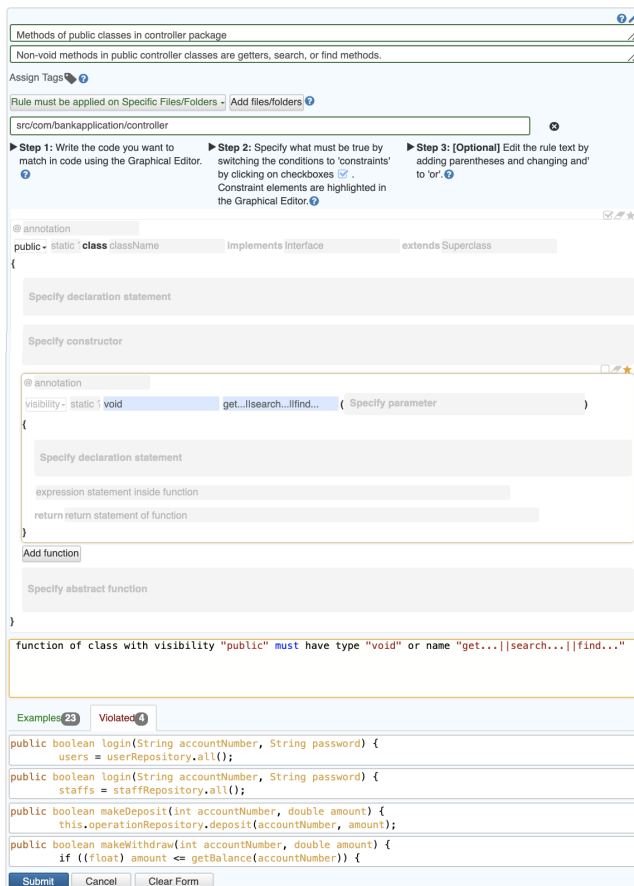 Methods of public classes in controller package
Non-void methods in public controller classes are getters, search, or find methods.
Assign Tags
Rule must be applied on Specific Files/Folders Add files/folders
src/com/bankapplication/controller
Step 1: Write the code you want to
match in code using the Graphical Editor.
Step 2: Specify what must be true by
switching the conditions to 'constraints'
by clicking on checkboxes .
Constraint elements are highlighted in
the Graphical Editor.
Step 3: [Optional] Edit the rule text by
adding parentheses and changing and'
to 'or'.
@ annotation
public static ? class className implements Interface extends Superclass
{
Specify declaration statement
Specify constructor
@ annotation
visibility static ? void get...||search...||find... ( Specify parameter )
{
Specify declaration statement
expression statement inside function
return return statement of function
}
Add function
Specify abstract function
}
function of class with visibility "public" must have type "void" or name "get...||search...||find..."
Examples 23 Violated 4
public boolean login(String accountNumber, String password) {
users = userRepository.all();
public boolean login(String accountNumber, String password) {
staffs = staffRepository.all();
public boolean makeDeposit(int accountNumber, double amount) {
this.operationRepository.deposit(accountNumber, amount);
public boolean makeWithdraw(int accountNumber, double amount) {
if ((float) amount <= getBalance(accountNumber)) {
Submit Cancel Clear Form